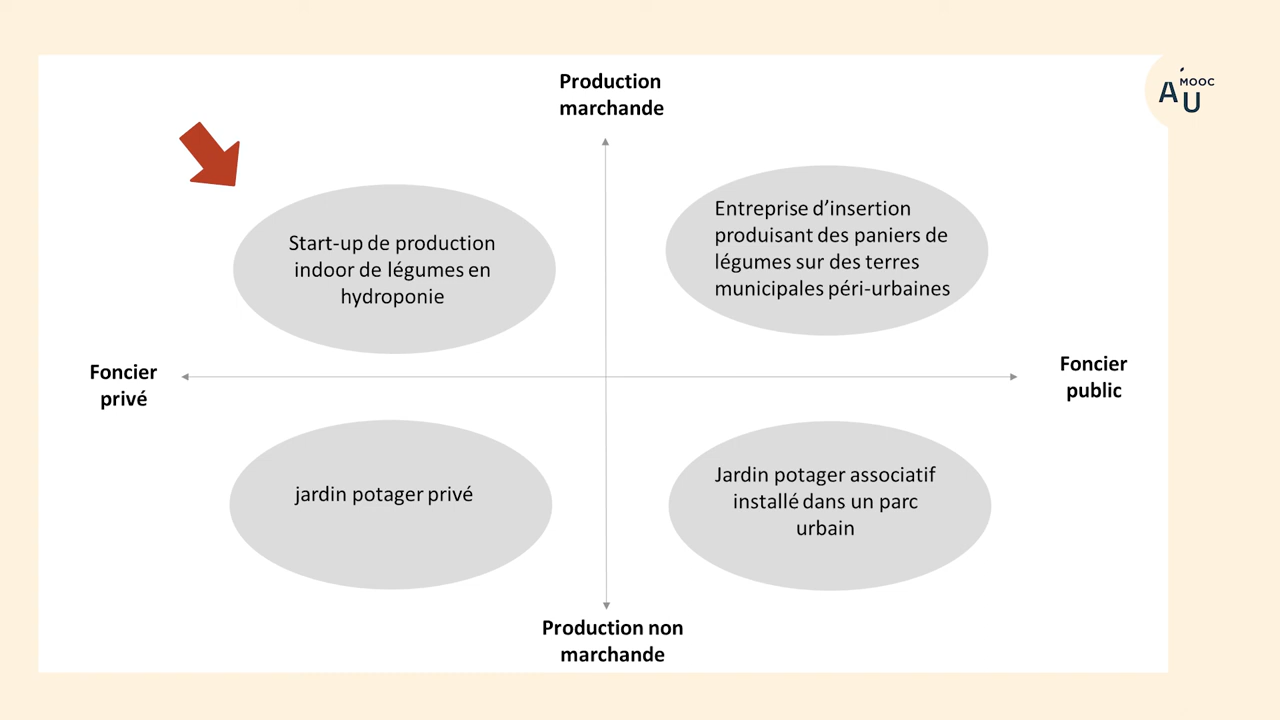 Production
marchande
MOOC
AU
Start-up de production
indoor de légumes en
hydroponie
Entreprise d’insertion
produisant des paniers de
légumes sur des terres
municipales péri-urbaines
Foncier
privé
Foncier
public
jardin potager privé
Jardin potager associatif
installé dans un parc
urbain
Production non
marchande